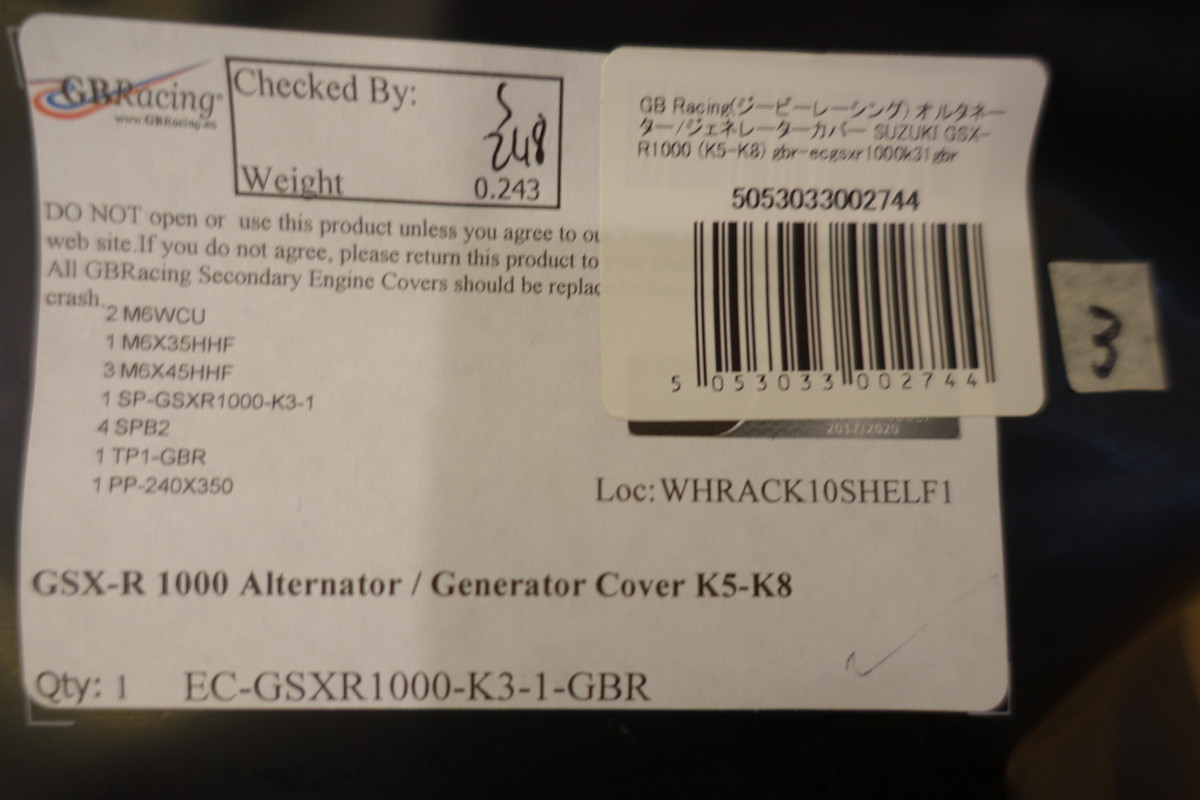 GBRacing
www.GBRacing.eu
Checked By:
248
Weight
0.243
DO NOT open or use this product unless you agree to ou
web site.If you do not agree, please return this product to
All GBRacing Secondary Engine Covers should be replac
crash.
2 M6WCU
1 M6X35HHF
3 M6X45HHF
1 SP-GSXR1000-K3-1
4 SPB2
1 TP1-GBR
1 PP-240X350
GB Racing(ジービーレーシング) オルタネー
ター/ジェネレーターカバー SUZUKI GSX-
R1000 (K5-K8) gbr-ecgsxr1000k31gbr
5053033002744
5 053033 002744
2017/2020
3
Loc: WHRACK10SHELF1
GSX-R 1000 Alternator / Generator Cover K5-K8
Qty: 1 EC-GSXR1000-K3-1-GBR